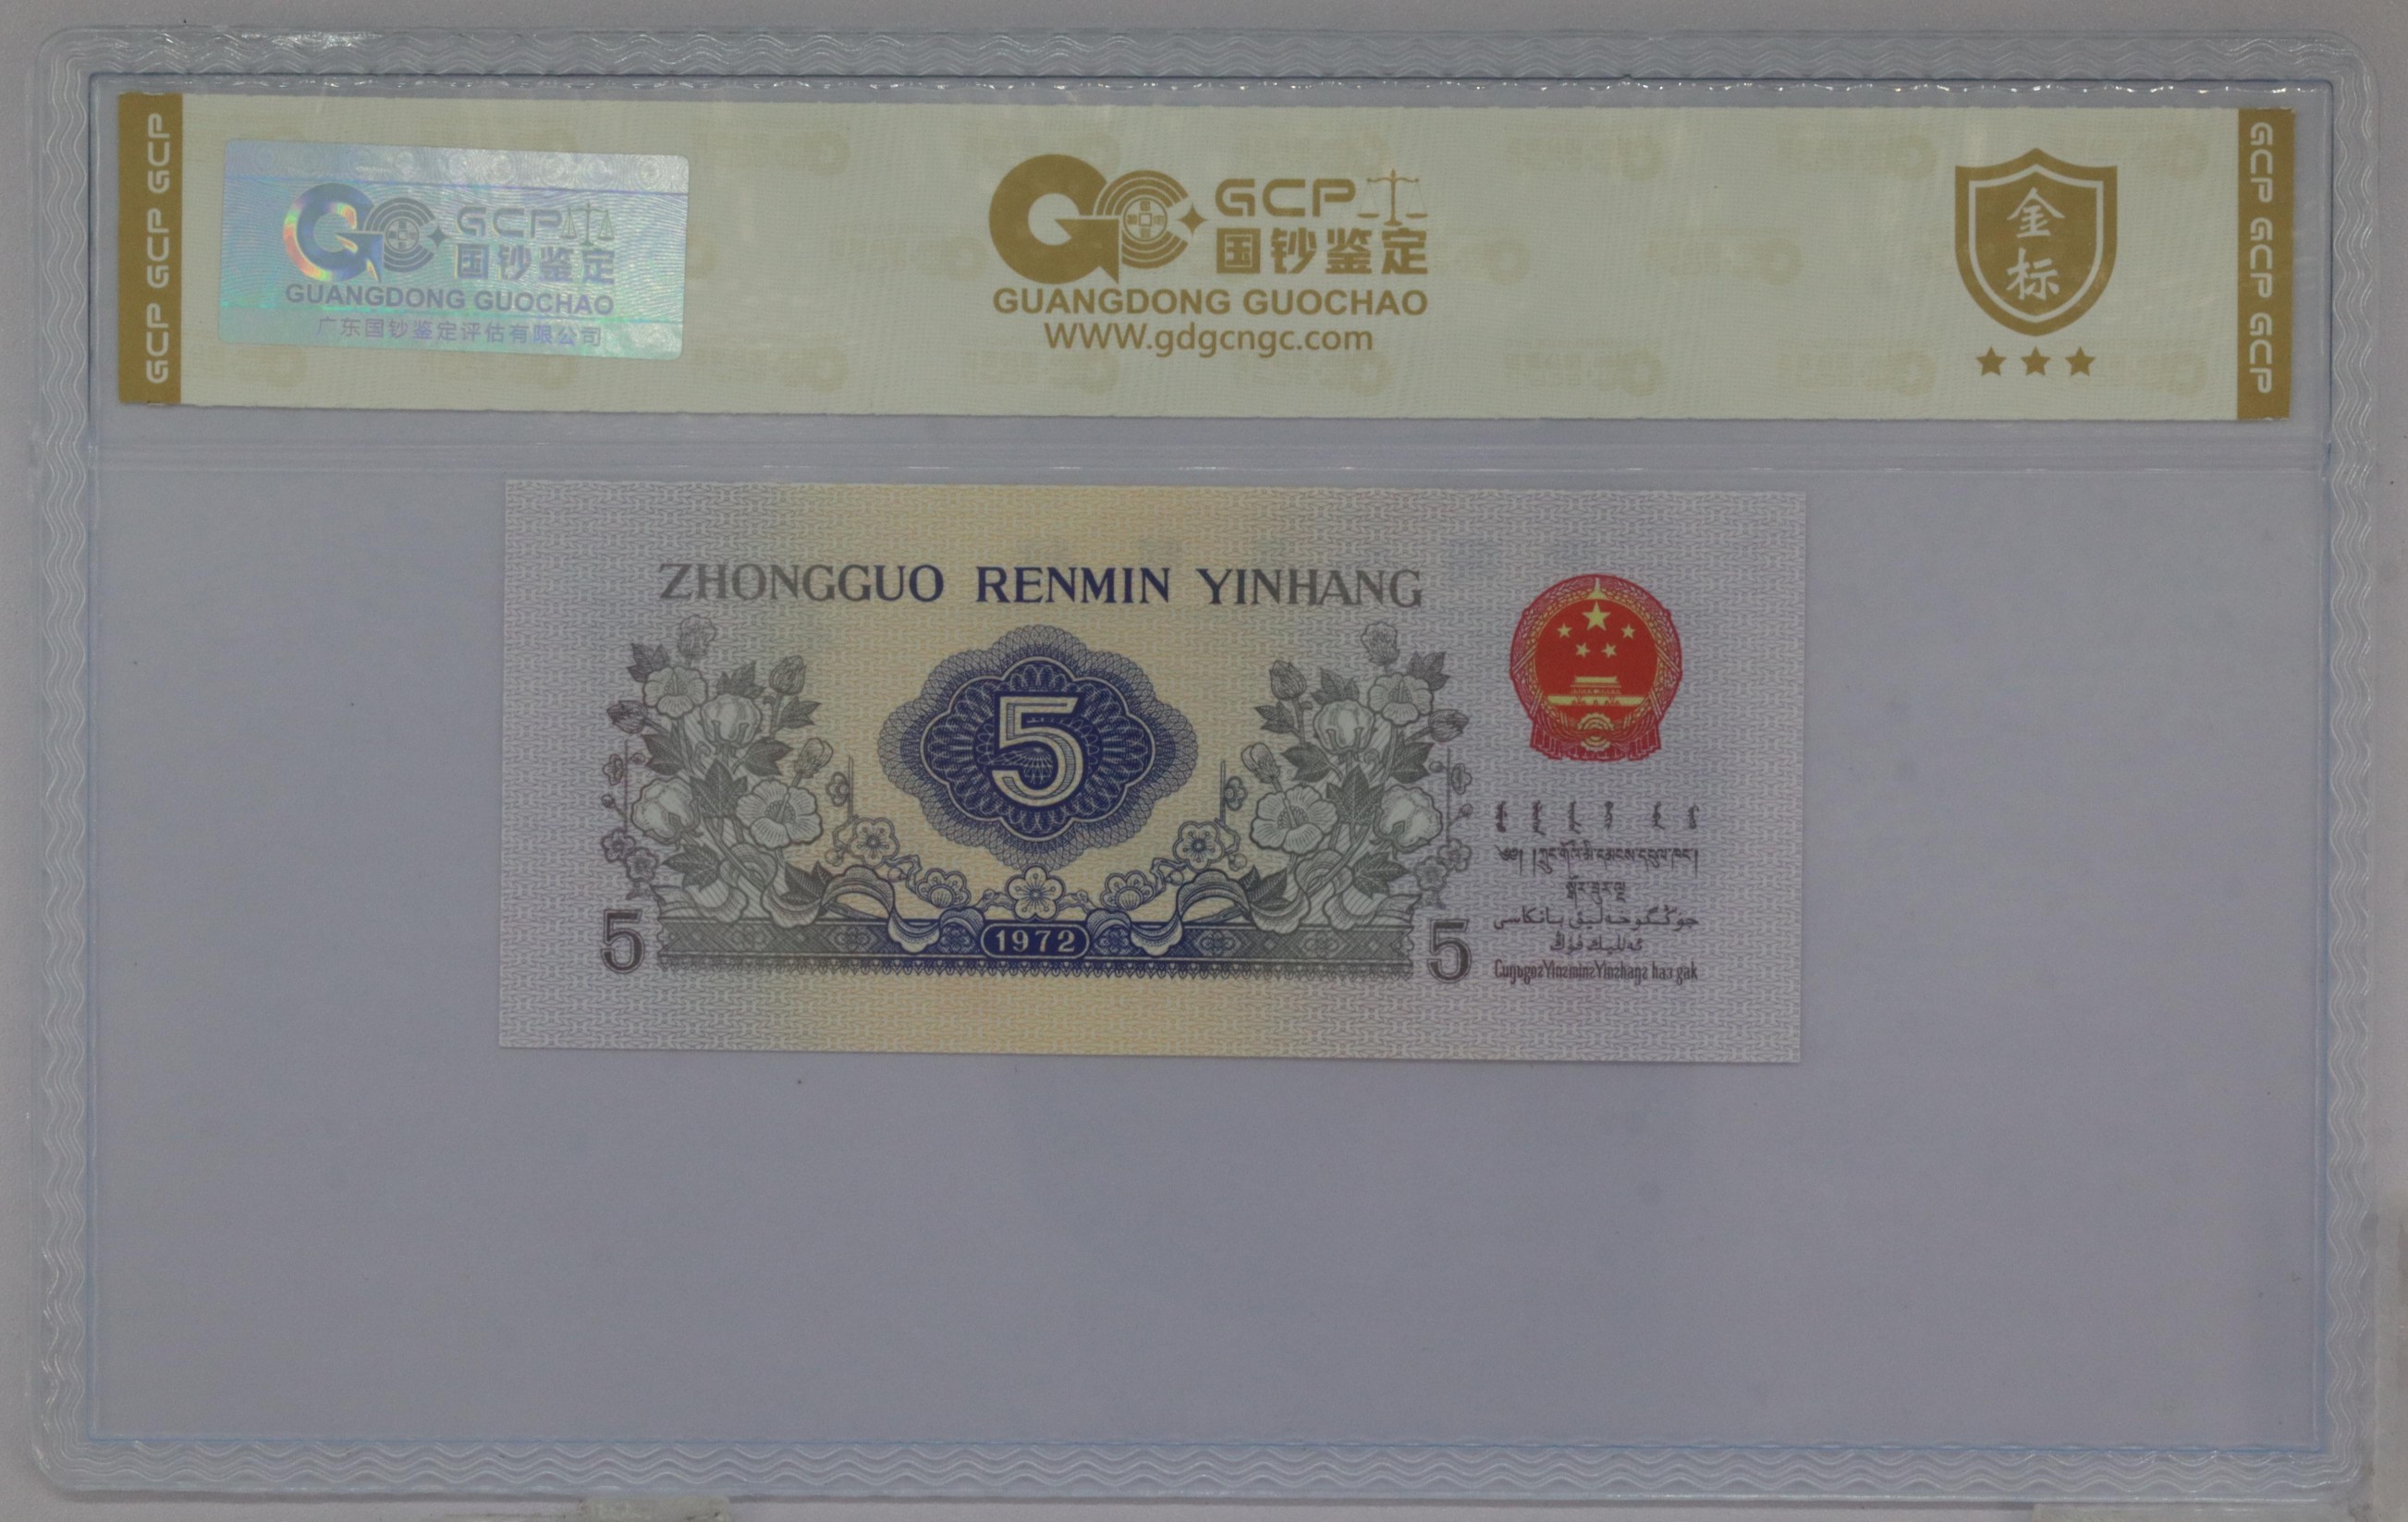 GCP GCP GCP
GCP
国钞鉴定
GUANGDONG GUOCHAO
广东国钞鉴定评估有限公司
GCP
国钞鉴定
GUANGDONG GUOCHAO
WWW.gdgcngc.com
金
标
GCP GCP GCP
ZHONGGUO RENMIN YINHANG
5
1972
5
5